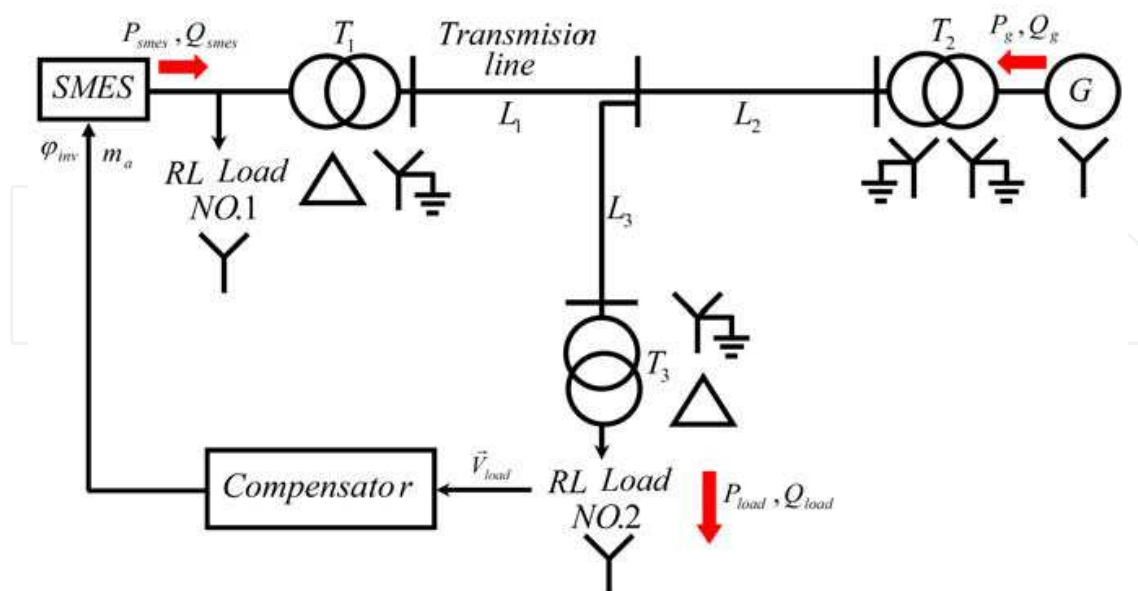 P_smes , Q_smes
T_1
Transmision
line
T_2
P_g , Q_g
SMES
L_1
L_2
G
φ_inv
m_a
RL Load
NO.1
L_3
T_3
Compensator
V⃗_load
RL Load
NO.2
P_load , Q_load